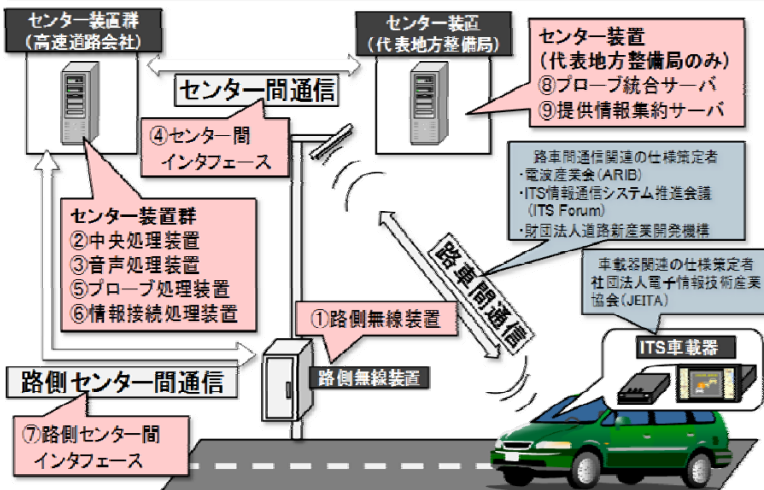 センター装置群
(高速道路会社)
センター間通信
センター装置
(代表地方整備局)
センター装置
(代表地方整備局のみ)
⑧プローブ統合サーバ
⑨提供情報集約サーバ
④センター間
インタフェース
路車間通信関連の仕様策定者
・電波産業会(ARIB)
・ITS情報通信システム推進会議
(ITS Forum)
・財団法人道路新産業開発機構
センター装置群
②中央処理装置
③音声処理装置
⑤プローブ処理装置
⑥情報接続処理装置
路車間通信
車載器関連の仕様策定者
社団法人電子情報技術産業
協会(JEITA)
①路側無線装置
ITS車載器
路側センター間通信
路側無線装置
⑦路側センター間
インタフェース